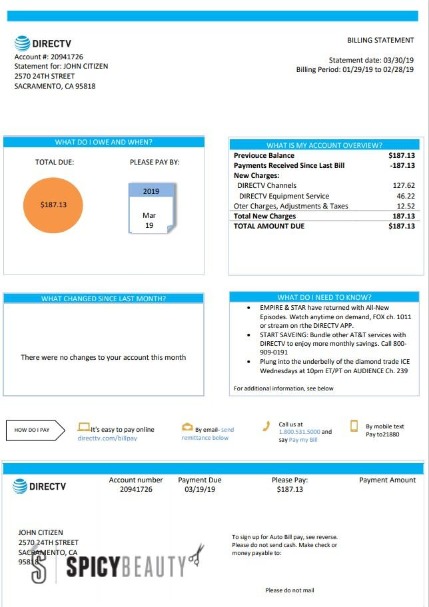 DIRECTV
BILLING STATEMENT
Account #: 20941726
Statement for: JOHN CITIZEN
2570 24TH STREET
SACRAMENTO, CA 95818
Statement date: 03/30/19
Billing Period: 01/29/19 to 02/28/19
WHAT DO I OWE AND WHEN?
TOTAL DUE:
PLEASE PAY BY:
$187.13
2019
Mar
19
WHAT IS MY ACCOUNT OVERVIEW?
Previouce Balance $187.13
Payments Received Since Last Bill -187.13
New Charges:
DIRECTV Channels 127.62
DIRECTV Equipment Service 46.22
Oter Carges, Adjustments & Taxes 12.52
Total New Charges 187.13
TOTAL AMOUNT DUE $187.13
WHAT CHANGED SINCE LAST MONTH?
There were no changes to your account this month
WHAT DO I NEED TO KNOW?
• EMPIRE & STAR have returned with All-New
Episodes. Watch anytime on demand, FOX ch. 1011
or stream on rthe DIRECTV APP.
• START SAVEING: Bundle other AT&T services with
DIRECTV to enjoy more monthly savings. Call 800-
909-0191
• Plung into the underbelly of the diamond trade ICE
Wednesdays at 10pm ET/PT on AUDIENCE Ch. 239
For additional information, see below
HOW DO I PAY
It's easy to pay online
directv.com/billpay
By email- send
remittance below
Call us at
1.800.531.5000 and
say Pay my Bill
By mobile text
Pay to21880
DIRECTV
Account number
20941726
Payment Due
03/19/19
Please Pay:
$187.13
Payment Amount
JOHN CITIZEN
2570 24TH STREET
SACRAMENTO, CA
95818
To sign up for Auto Bill pay, see reverse.
Please do not send cash. Make check or
money payable to:
SPICYBEAUTY
Please do not mail